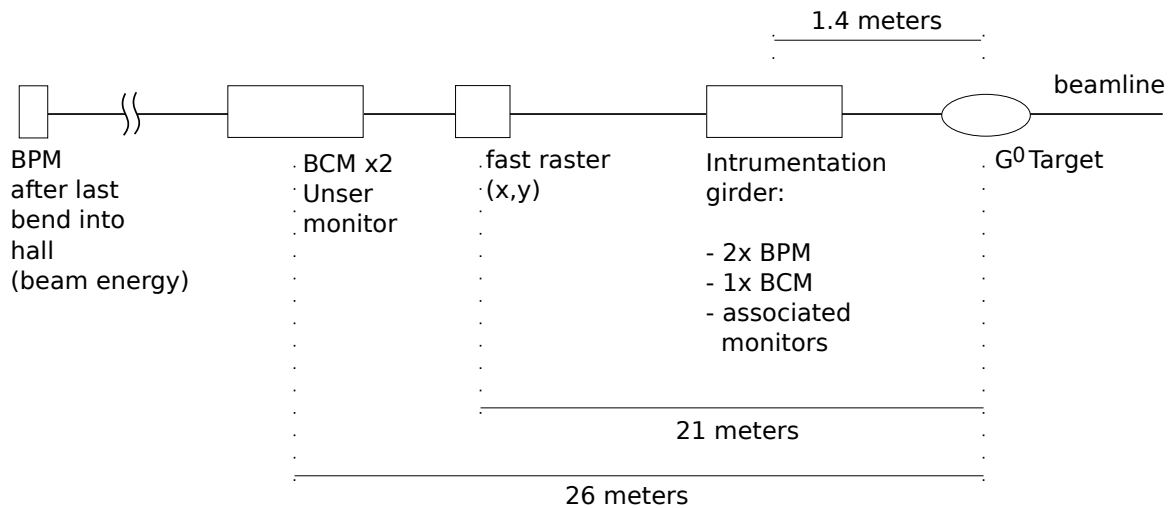 1.4 meters
beamline
BPM
after last
bend into
hall
(beam energy)
BCM x2
Unser
monitor
fast raster
(x,y)
Intrumentation
girder:
- 2x BPM
- 1x BCM
- associated
monitors
G⁰ Target
21 meters
26 meters